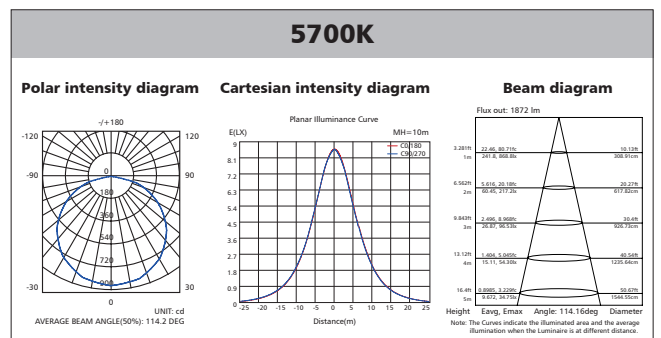 5700K
Polar intensity diagram
-/+180
-120
120
-90
90
0
180
360
540
720
900
-30
30
0
UNIT: cd
AVERAGE BEAM ANGLE(50%): 114.2 DEG
Cartesian intensity diagram
Planar Illuminance Curve
E(LX)
MH=10m
C0/180
C90/270
9
8.1
7.2
6.3
5.4
4.5
3.6
2.7
1.8
0.9
0
-25 -20 -15 -10 -5 0 5 10 15 20 25
Distance(m)
Beam diagram
Flux out: 1872 lm
3.281ft 22.46, 80.71fc 10.13ft
1m 241.8, 868.8lx 308.91cm
6.562ft 5.616, 20.18fc 20.27ft
2m 60.45, 217.2lx 617.82cm
9.843ft 2.496, 8.968fc 30.4ft
3m 26.87, 96.53lx 926.73cm
13.12ft 1.404, 5.045fc 40.54ft
4m 15.11, 54.30lx 1235.64cm
16.4ft 0.8985, 3.229fc 50.67ft
5m 9.672, 34.75lx 1544.55cm
Height Eavg, Emax Angle: 114.16deg Diameter
Note: The Curves indicate the illuminated area and the average
illumination when the Luminaire is at different distance.